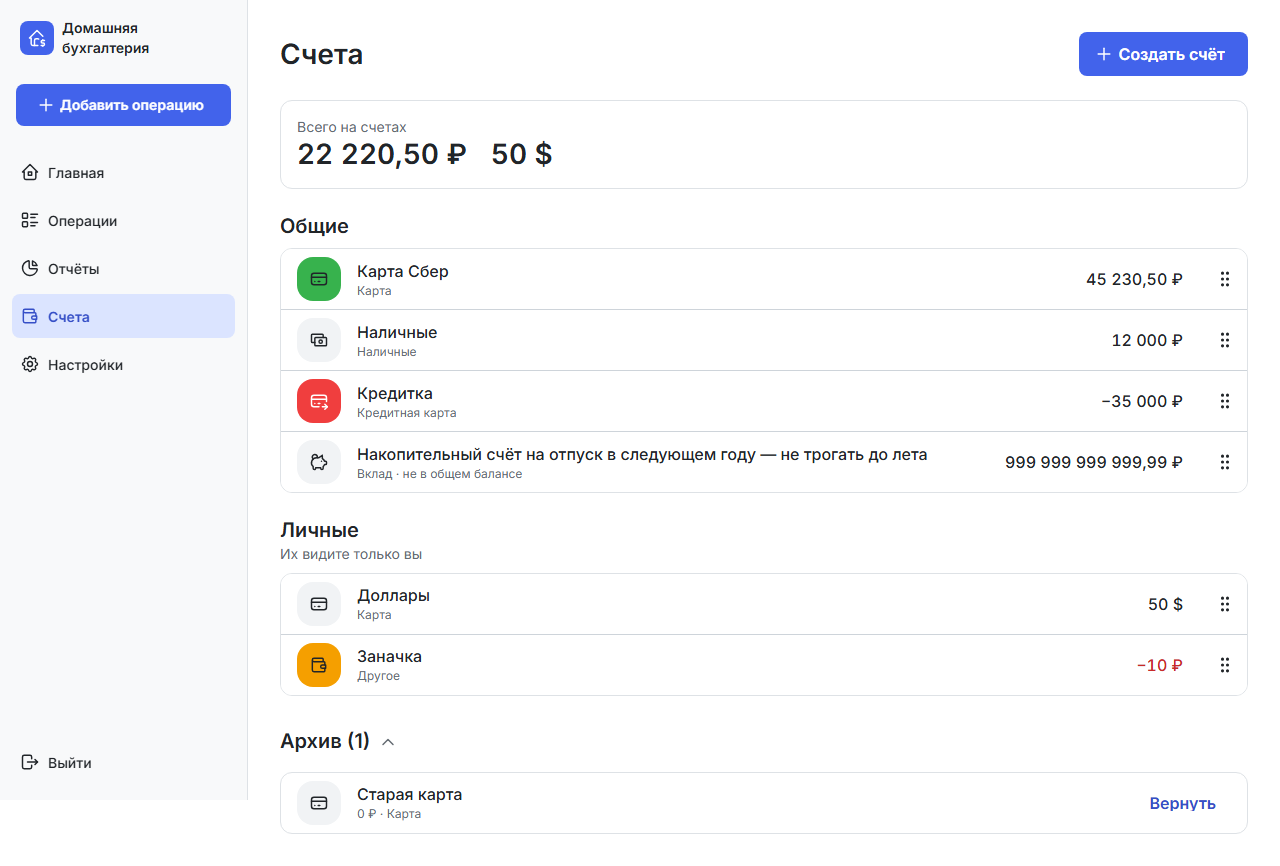 Домашняя
бухгалтерия
Добавить операцию
Главная
Операции
Отчёты
Счета
Настройки
Выйти
Счета
Создать счёт
Всего на счетах
22 220,50 ₽ 50 $
Общие
Карта Сбер
Карта
45 230,50 ₽
Наличные
Наличные
12 000 ₽
Кредитка
Кредитная карта
−35 000 ₽
Накопительный счёт на отпуск в следующем году — не трогать до лета
Вклад · не в общем балансе
999 999 999 999,99 ₽
Личные
Их видите только вы
Доллары
Карта
50 $
Заначка
Другое
−10 ₽
Архив (1)
Старая карта
0 ₽ · Карта
Вернуть